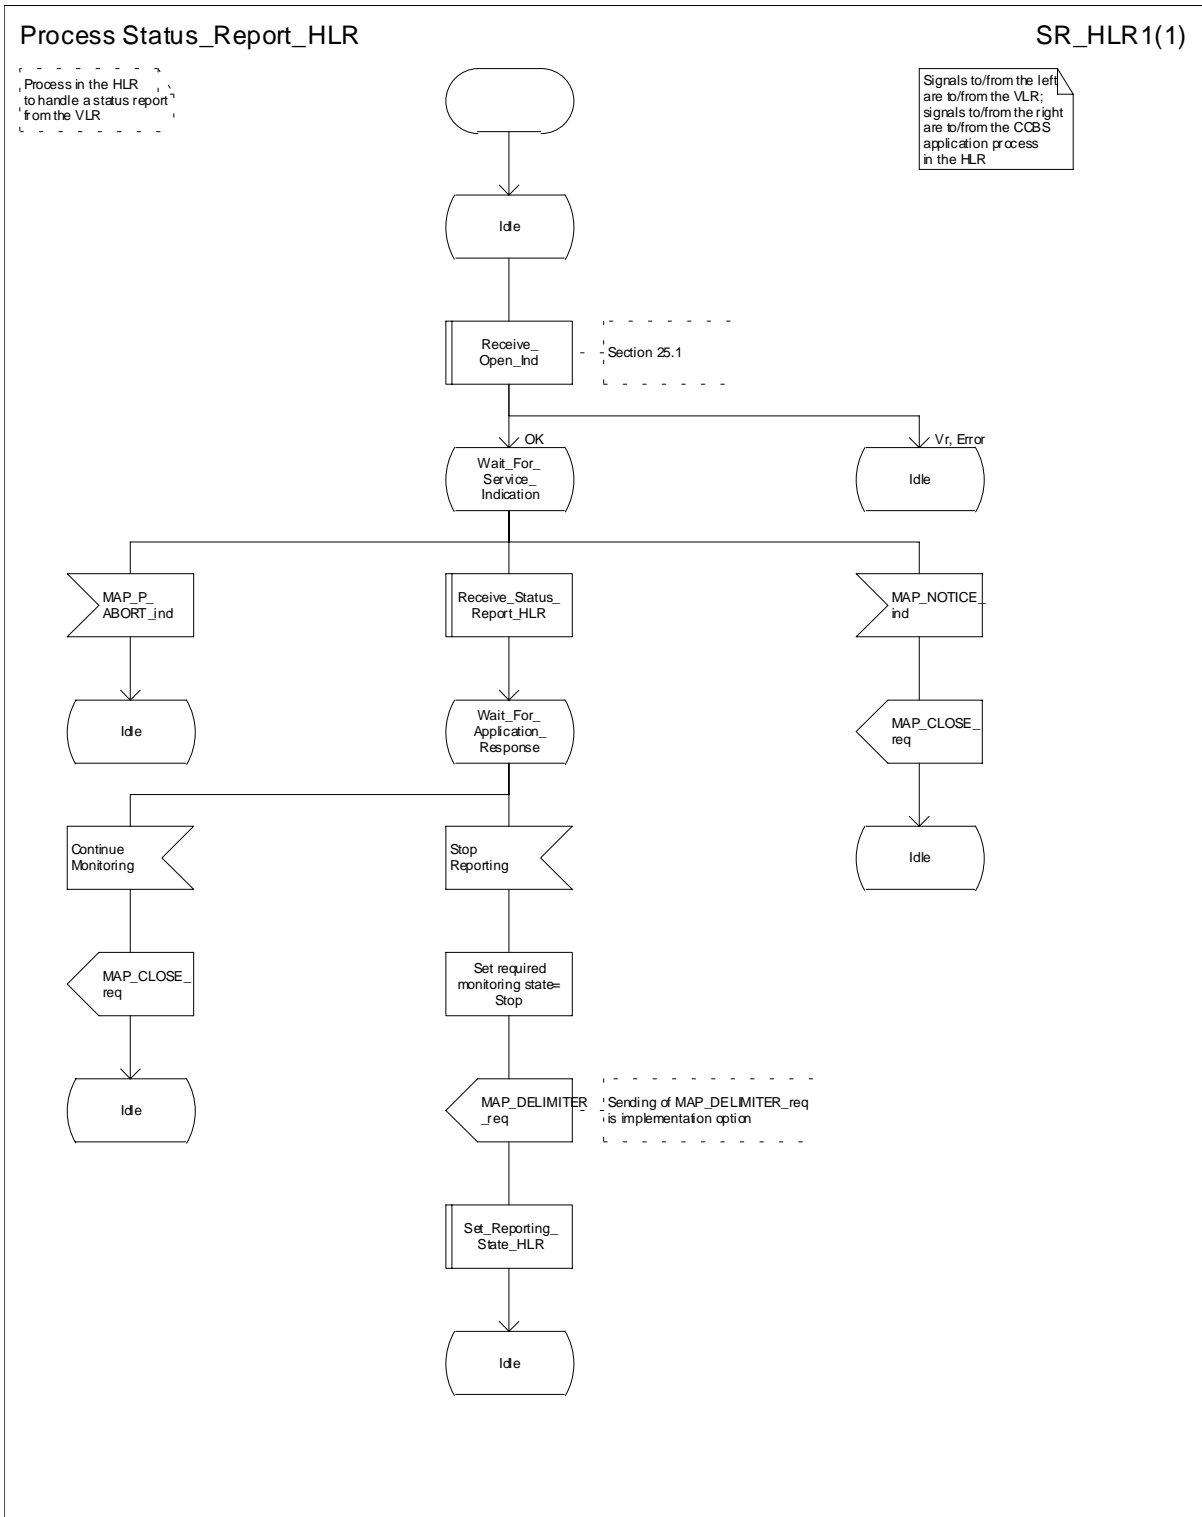 Process Status_Report_HLR
SR_HLR1(1)
Process in the HLR
to handle a status report
from the VLR
Signals to/from the left
are to/from the VLR;
signals to/from the right
are to/from the CCBS
application process
in the HLR
Idle
Receive_
Open_Ind
Section 25.1
OK
Vr, Error
Wait_For_
Service_
Indication
Idle
MAP_P_
ABORT_ind
Receive_Status_
Report_HLR
MAP_NOTICE_
ind
Idle
Wait_For_
Application_
Response
MAP_CLOSE_
req
Continue
Monitoring
Stop
Reporting
Idle
MAP_CLOSE_
req
Set required
monitoring state=
Stop
Idle
MAP_DELIMITER
_req
Sending of MAP_DELIMITER_req
is implementation option
Set_Reporting_
State_HLR
Idle